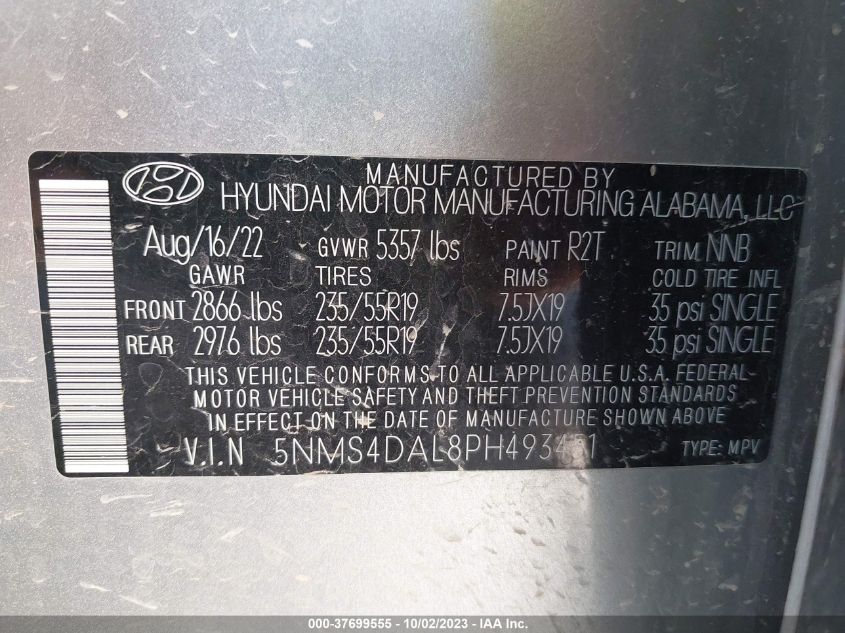 MANUFACTURED BY
HYUNDAI MOTOR MANUFACTURING ALABAMA, LLC
Aug/16/22 GVWR 5357 lbs PAINT R2T TRIM NNB
GAWR TIRES RIMS COLD TIRE INFL
FRONT 2866 lbs 235/55R19 7.5JX19 35 psi SINGLE
REAR 2976 lbs 235/55R19 7.5JX19 35 psi SINGLE
THIS VEHICLE CONFORMS TO ALL APPLICABLE U.S.A. FEDERAL
MOTOR VEHICLE SAFETY AND THEFT PREVENTION STANDARDS
IN EFFECT ON THE DATE OF MANUFACTURE SHOWN ABOVE
V.I.N TYPE: MPV
000-37699555 - 10/02/2023 - IAA Inc.